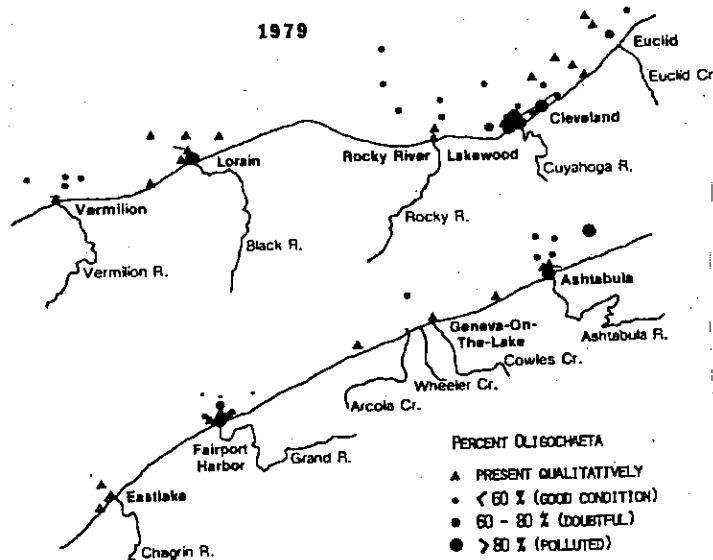 1979
Euclid
Euclid Cr.
Cleveland
Rocky River
Lakewood
Cuyahoga R.
Lorain
Rocky R.
Vermilion
Black R.
Vermilion R.
Ashtabula
Geneva-On-
The-Lake
Ashtabula R.
Cowles Cr.
Wheeler Cr.
Arcola Cr.
Fairport
Harbor
Grand R.
Eastlake
Chagrin R.
PERCENT OLIGOCHAETA
PRESENT QUALITATIVELY
< 60 % (GOOD CONDITION)
60 - 80 % (DOUBTFUL)
> 80 % (POLLUTED)